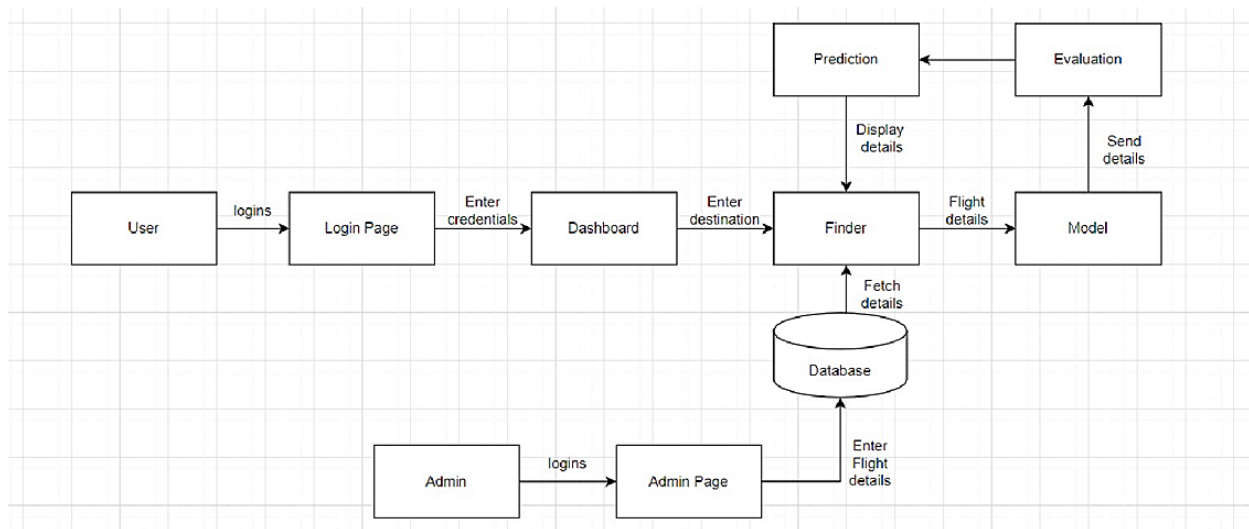 Prediction
Evaluation
Display
details
Send
details
User
logins
Login Page
Enter
credentials
Dashboard
Enter
destination
Finder
Flight
details
Model
Fetch
details
Database
Admin
logins
Admin Page
Enter
Flight
details